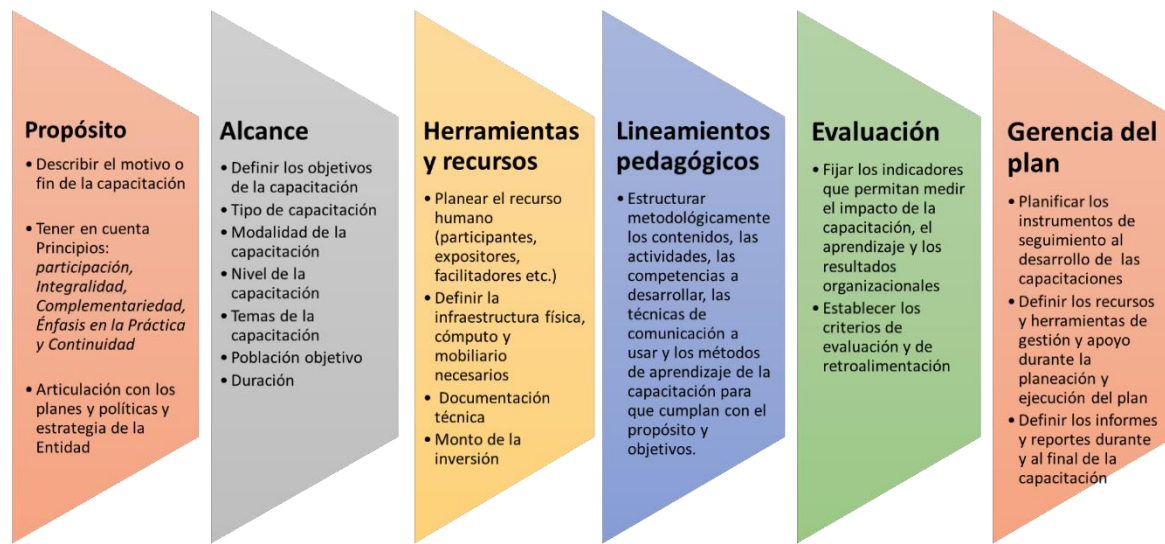 Propósito
• Describir el motivo o
fin de la capacitación
• Tener en cuenta
Principios:
participación,
Integralidad,
Complementariedad,
Énfasis en la Práctica
y Continuidad
• Articulación con los
planes y políticas y
estrategia de la
Entidad
Alcance
• Definir los objetivos
de la capacitación
• Tipo de capacitación
• Modalidad de la
capacitación
• Nivel de la
capacitación
• Temas de la
capacitación
• Población objetivo
• Duración
Herramientas
y recursos
• Planear el recurso
humano
(participantes,
expositores,
facilitadores etc.)
• Definir la
infraestructura física,
cómputo y
mobiliario
necesarios
• Documentación
técnica
• Monto de la
inversión
Lineamientos
pedagógicos
• Estructurar
metodológicamente
los contenidos, las
actividades, las
competencias a
desarrollar, las
técnicas de
comunicación a
usar y los métodos
de aprendizaje de la
capacitación para
que cumplan con el
propósito y
objetivos.
Evaluación
• Fijar los indicadores
que permitan medir
el impacto de la
capacitación, el
aprendizaje y los
resultados
organizacionales
• Establecer los
criterios de
evaluación y de
retroalimentación
Gerencia del
plan
• Planificar los
instrumentos de
seguimiento al
desarrollo de las
capacitaciones
• Definir los recursos
y herramientas de
gestión y apoyo
durante la
planeación y
ejecución del plan
• Definir los informes
y reportes durante
y al final de la
capacitación